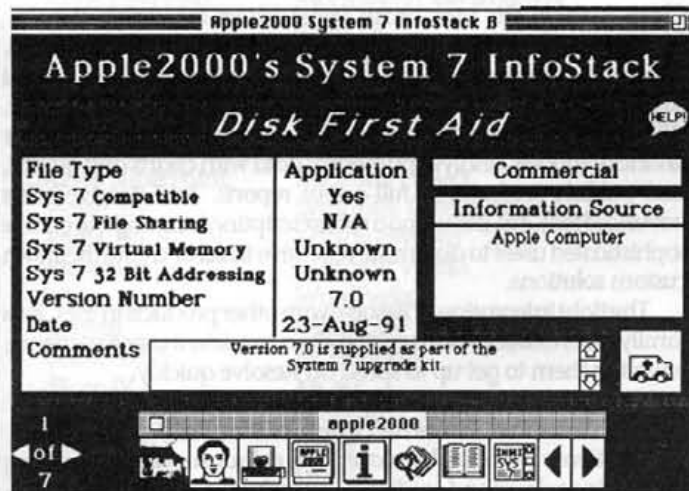 Apple2000 System 7 InfoStack B
Apple2000's System 7 InfoStack
Disk First Aid
HELP!
File Type Application
Sys 7 Compatible Yes
Sys 7 File Sharing N/A
Sys 7 Virtual Memory Unknown
Sys 7 32 Bit Addressing Unknown
Version Number 7.0
Date 23-Aug-91
Commercial
Information Source
Apple Computer
Comments
Version 7.0 is supplied as part of the
System 7 upgrade kit
1
of
7
apple2000
APPLE
2000
i
SYS